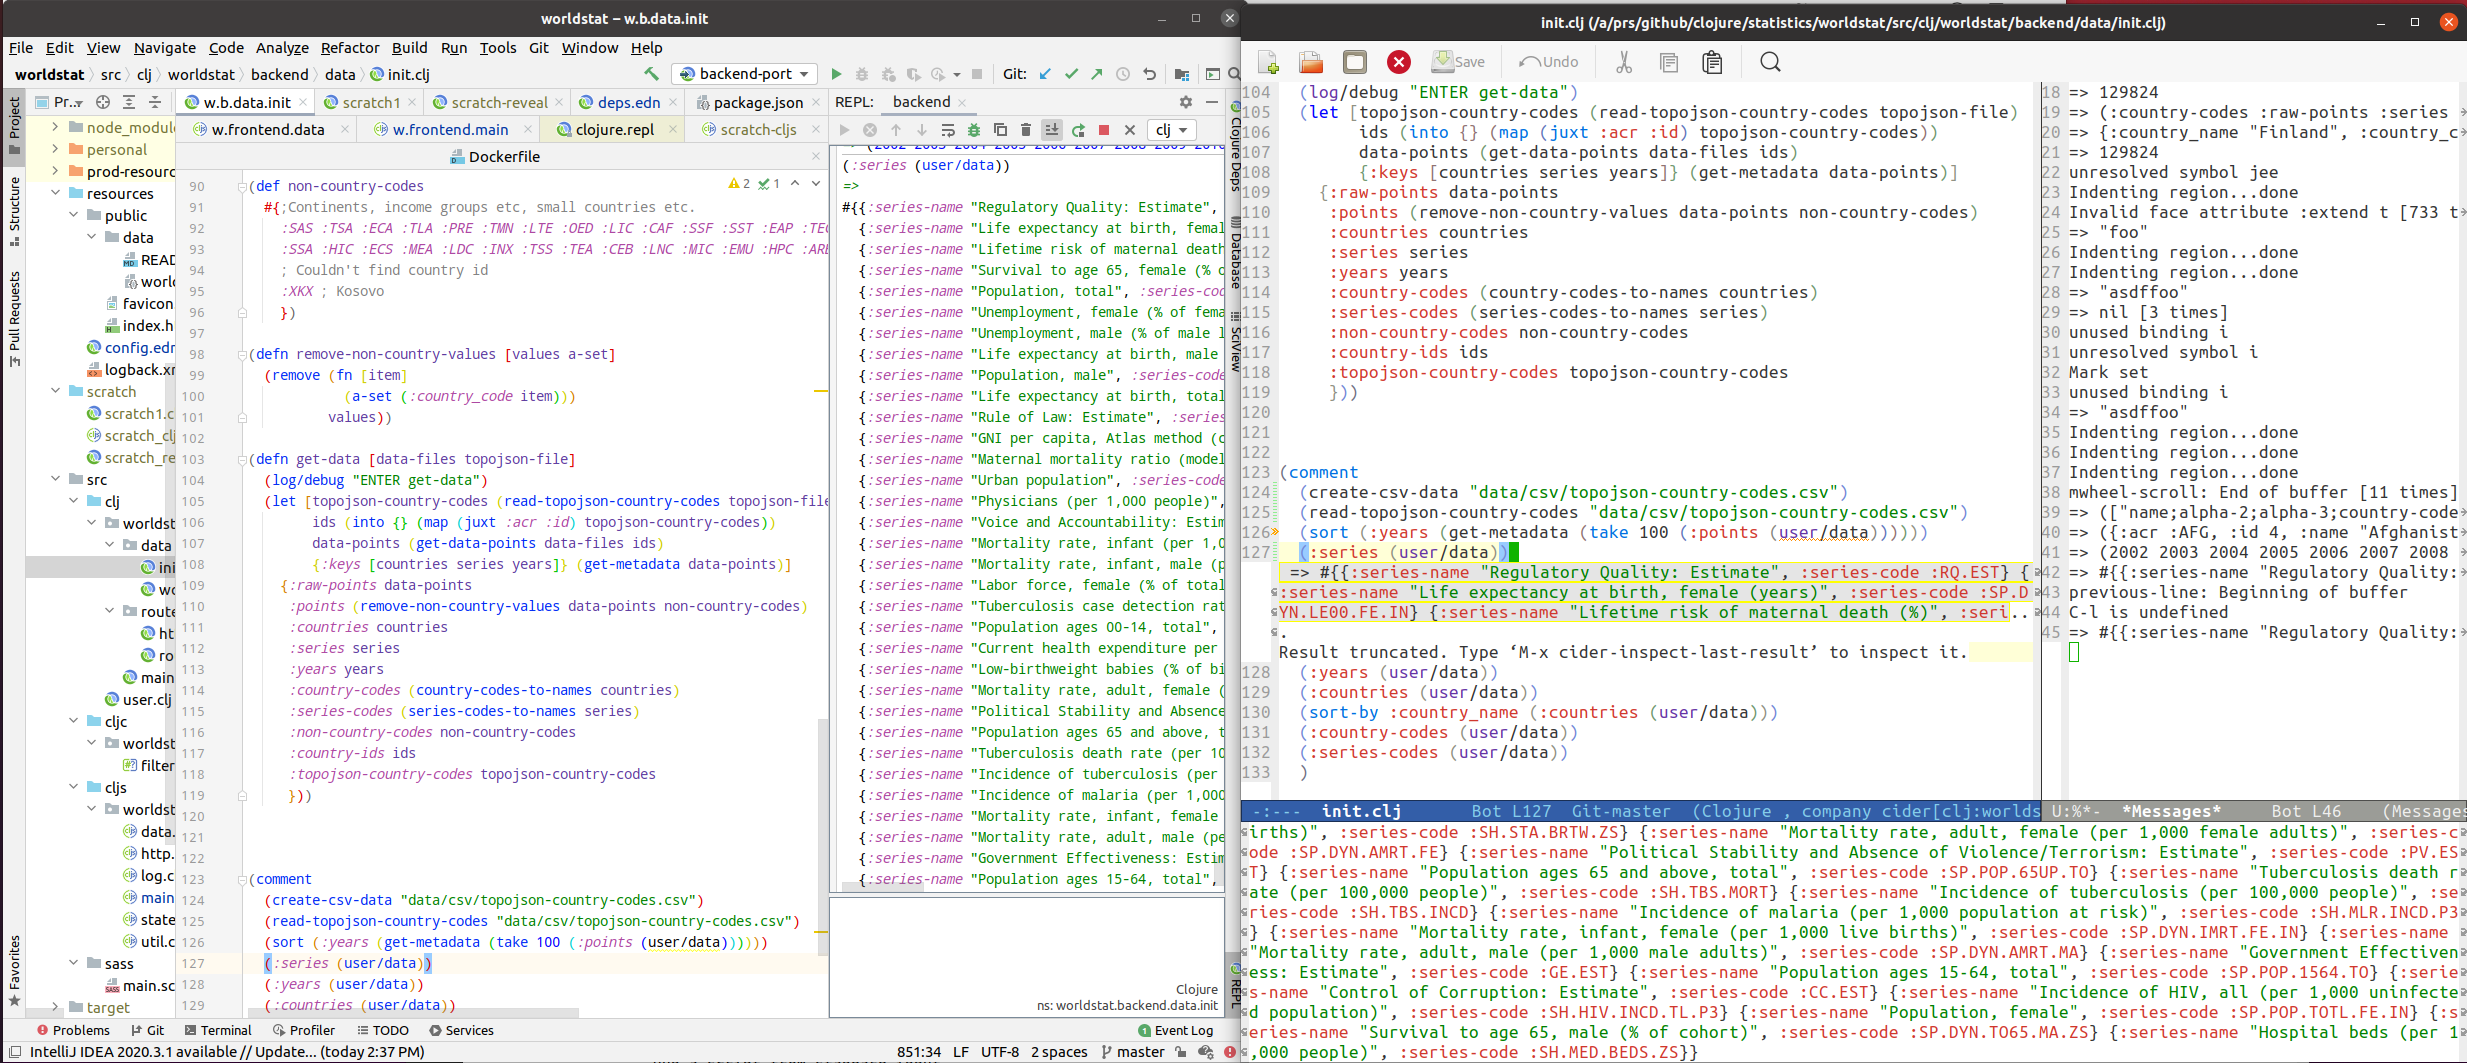 worldstat – w.b.data.init
File Edit View Navigate Code Analyze Refactor Build Run Tools Git Window Help
worldstat src clj worldstat backend data init.clj
backend-port
Git:
Pr...
w.b.data.init scratch1 scratch-reveal deps.edn package.json
w.frontend.data w.frontend.main clojure.repl scratch-cljs
Dockerfile
Project
Structure
Pull Requests
Favorites
node_modul
personal
prod-resourc
resources
public
data
READ
worl
favicon
index.h
config.edn
logback.xr
scratch
scratch1.c
scratch_clj
scratch_re
src
clj
worldst
data
ini
wo
route
ht
ro
main
user.clj
cljc
worldst
filter
cljs
worldst
data.
http.
log.c
main
state
util.c
sass
main.sc
target
2 1
90 (def non-country-codes
91 #{;Continents, income groups etc, small countries etc.
92 :SAS :TSA :ECA :TLA :PRE :TMN :LTE :OED :LIC :CAF :SSF :SST :EAP :TEC
93 :SSA :HIC :ECS :MEA :LDC :INX :TSS :TEA :CEB :LNC :MIC :EMU :HPC :ARB
94 ; Couldn't find country id
95 :XKX ; Kosovo
96 })
97
98 (defn remove-non-country-values [values a-set]
99 (remove (fn [item]
100 (a-set (:country_code item)))
101 values))
102
103 (defn get-data [data-files topojson-file]
104 (log/debug "ENTER get-data")
105 (let [topojson-country-codes (read-topojson-country-codes topojson-file
106 ids (into {} (map (juxt :acr :id) topojson-country-codes))
107 data-points (get-data-points data-files ids)
108 {:keys [countries series years]} (get-metadata data-points)]
109 {:raw-points data-points
110 :points (remove-non-country-values data-points non-country-codes)
111 :countries countries
112 :series series
113 :years years
114 :country-codes (country-codes-to-names countries)
115 :series-codes (series-codes-to-names series)
116 :non-country-codes non-country-codes
117 :country-ids ids
118 :topojson-country-codes topojson-country-codes
119 }))
120
121
122
123 (comment
124 (create-csv-data "data/csv/topojson-country-codes.csv")
125 (read-topojson-country-codes "data/csv/topojson-country-codes.csv")
126 (sort (:years (get-metadata (take 100 (:points (user/data))))))
127 (:series (user/data))
128 (:years (user/data))
129 (:countries (user/data))
REPL: backend
clj
=> (2002 2003 2004 2005 2006 2007 2008 2009 2010
(:series (user/data))
=>
#{{:series-name "Regulatory Quality: Estimate",
{:series-name "Life expectancy at birth, femal
{:series-name "Lifetime risk of maternal death
{:series-name "Survival to age 65, female (% o
{:series-name "Population, total", :series-cod
{:series-name "Unemployment, female (% of fema
{:series-name "Unemployment, male (% of male l
{:series-name "Life expectancy at birth, male
{:series-name "Population, male", :series-code
{:series-name "Life expectancy at birth, total
{:series-name "Rule of Law: Estimate", :series
{:series-name "GNI per capita, Atlas method (c
{:series-name "Maternal mortality ratio (model
{:series-name "Urban population", :series-code
{:series-name "Physicians (per 1,000 people)",
{:series-name "Voice and Accountability: Estim
{:series-name "Mortality rate, infant (per 1,0
{:series-name "Mortality rate, infant, male (p
{:series-name "Labor force, female (% of total
{:series-name "Tuberculosis case detection rat
{:series-name "Population ages 00-14, total",
{:series-name "Current health expenditure per
{:series-name "Low-birthweight babies (% of bi
{:series-name "Mortality rate, adult, female (
{:series-name "Political Stability and Absence
{:series-name "Population ages 65 and above, t
{:series-name "Tuberculosis death rate (per 10
{:series-name "Incidence of tuberculosis (per
{:series-name "Incidence of malaria (per 1,000
{:series-name "Mortality rate, infant, female
{:series-name "Mortality rate, adult, male (pe
{:series-name "Government Effectiveness: Estim
{:series-name "Population ages 15-64, total",
Clojure
ns: worldstat.backend.data.init
Clojure Deps
Database
SciView
REPL
Problems Git Terminal Profiler TODO Services
1 Event Log
IntelliJ IDEA 2020.3.1 available // Update... (today 2:37 PM)
851:34 LF UTF-8 2 spaces master
init.clj (/a/prs/github/clojure/statistics/worldstat/src/clj/worldstat/backend/data/init.clj)
Save Undo
104 (log/debug "ENTER get-data")
105 (let [topojson-country-codes (read-topojson-country-codes topojson-file)
106 ids (into {} (map (juxt :acr :id) topojson-country-codes))
107 data-points (get-data-points data-files ids)
108 {:keys [countries series years]} (get-metadata data-points)]
109 {:raw-points data-points
110 :points (remove-non-country-values data-points non-country-codes)
111 :countries countries
112 :series series
113 :years years
114 :country-codes (country-codes-to-names countries)
115 :series-codes (series-codes-to-names series)
116 :non-country-codes non-country-codes
117 :country-ids ids
118 :topojson-country-codes topojson-country-codes
119 }))
120
121
122
123 (comment
124 (create-csv-data "data/csv/topojson-country-codes.csv")
125 (read-topojson-country-codes "data/csv/topojson-country-codes.csv")
126 (sort (:years (get-metadata (take 100 (:points (user/data))))))
127 (:series (user/data))
=> #{{:series-name "Regulatory Quality: Estimate", :series-code :RQ.EST} {
:series-name "Life expectancy at birth, female (years)", :series-code :SP.D
YN.LE00.FE.IN} {:series-name "Lifetime risk of maternal death (%)", :seri..
.
Result truncated. Type ‘M-x cider-inspect-last-result’ to inspect it.
128 (:years (user/data))
129 (:countries (user/data))
130 (sort-by :country_name (:countries (user/data)))
131 (:country-codes (user/data))
132 (:series-codes (user/data))
133 )
-:--- init.clj Bot L127 Git-master (Clojure , company cider[clj:worlds
18 => 129824
19 => (:country-codes :raw-points :series
20 => {:country_name "Finland", :country_c
21 => 129824
22 unresolved symbol jee
23 Indenting region...done
24 Invalid face attribute :extend t [733 t
25 => "foo"
26 Indenting region...done
27 Indenting region...done
28 => "asdffoo"
29 => nil [3 times]
30 unused binding i
31 unresolved symbol i
32 Mark set
33 unused binding i
34 => "asdffoo"
35 Indenting region...done
36 Indenting region...done
37 Indenting region...done
38 mwheel-scroll: End of buffer [11 times]
39 => (["name;alpha-2;alpha-3;country-code
40 => ({:acr :AFG, :id 4, :name "Afghanist
41 => (2002 2003 2004 2005 2006 2007 2008
42 => #{{:series-name "Regulatory Quality:
43 previous-line: Beginning of buffer
44 C-l is undefined
45 => #{{:series-name "Regulatory Quality:
U:%*- *Messages* Bot L46 (Messages
irths)", :series-code :SH.STA.BRTW.ZS} {:series-name "Mortality rate, adult, female (per 1,000 female adults)", :series-c
ode :SP.DYN.AMRT.FE} {:series-name "Political Stability and Absence of Violence/Terrorism: Estimate", :series-code :PV.ES
T} {:series-name "Population ages 65 and above, total", :series-code :SP.POP.65UP.TO} {:series-name "Tuberculosis death r
ate (per 100,000 people)", :series-code :SH.TBS.MORT} {:series-name "Incidence of tuberculosis (per 100,000 people)", :se
ries-code :SH.TBS.INCD} {:series-name "Incidence of malaria (per 1,000 population at risk)", :series-code :SH.MLR.INCD.P3
} {:series-name "Mortality rate, infant, female (per 1,000 live births)", :series-code :SP.DYN.IMRT.FE.IN} {:series-name
"Mortality rate, adult, male (per 1,000 male adults)", :series-code :SP.DYN.AMRT.MA} {:series-name "Government Effectiven
ess: Estimate", :series-code :GE.EST} {:series-name "Population ages 15-64, total", :series-code :SP.POP.1564.TO} {:serie
s-name "Control of Corruption: Estimate", :series-code :CC.EST} {:series-name "Incidence of HIV, all (per 1,000 uninfecte
d population)", :series-code :SH.HIV.INCD.TL.P3} {:series-name "Population, female", :series-code :SP.POP.TOTL.FE.IN} {:s
eries-name "Survival to age 65, male (% of cohort)", :series-code :SP.DYN.TO65.MA.ZS} {:series-name "Hospital beds (per 1
,000 people)", :series-code :SH.MED.BEDS.ZS}}